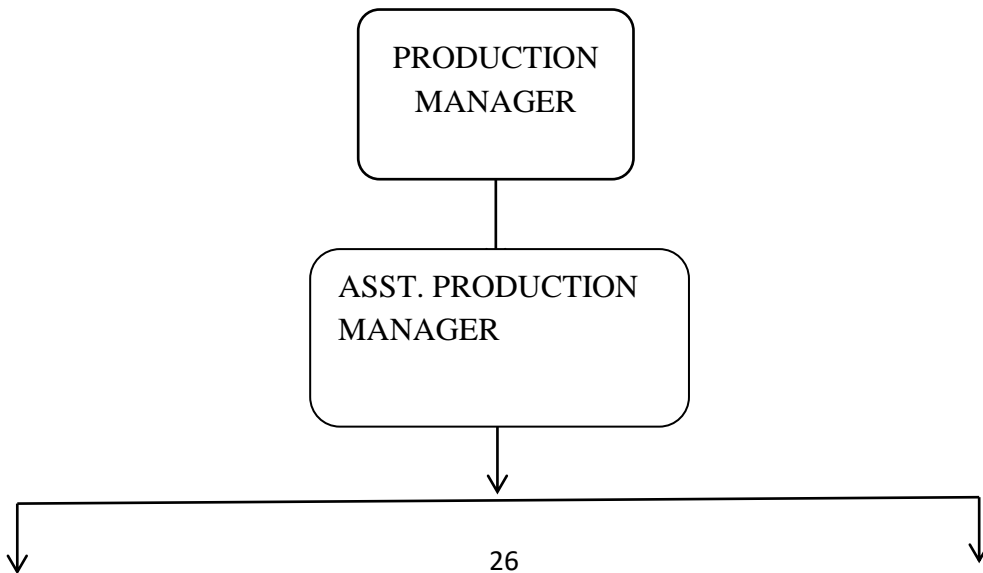 PRODUCTION
MANAGER
ASST. PRODUCTION
MANAGER
26